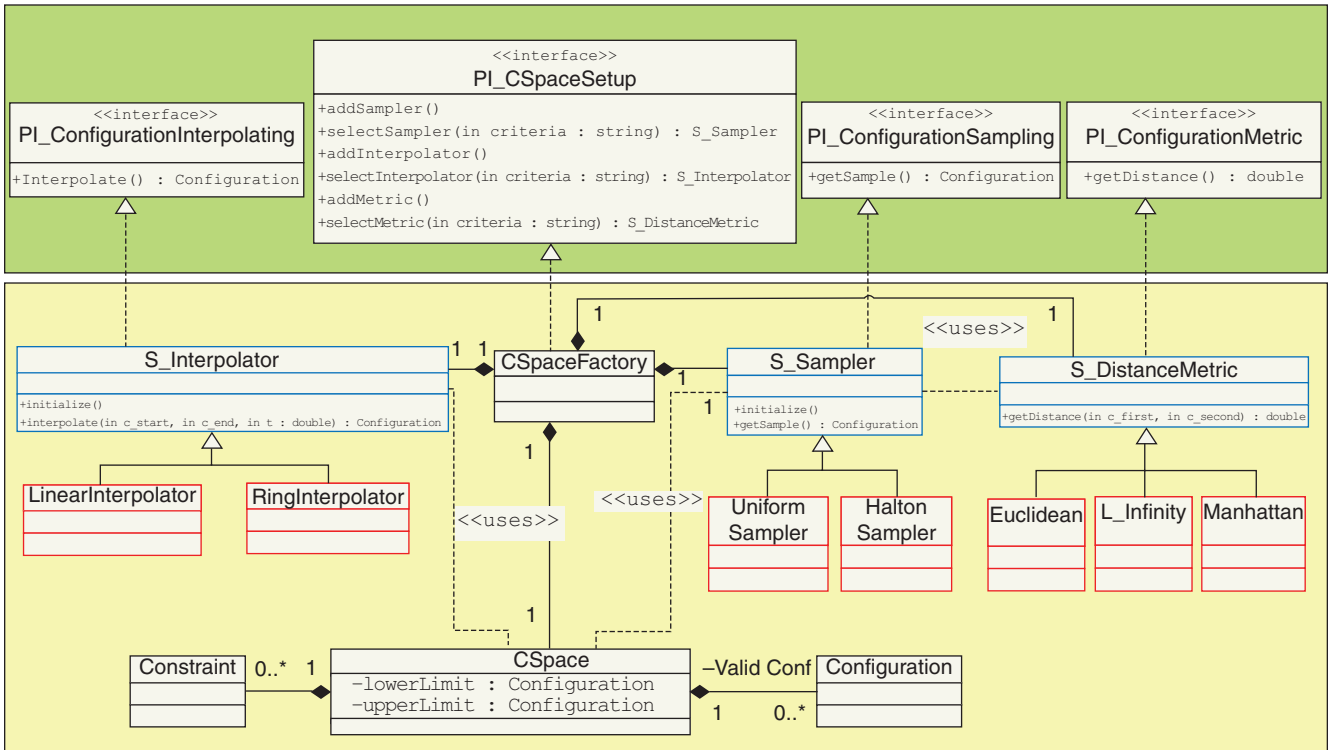 <<interface>>
PI_CSpaceSetup
+addSampler()
+selectSampler(in criteria : string) : S_Sampler
+addInterpolator()
+selectInterpolator(in criteria : string) : S_Interpolator
+addMetric()
+selectMetric(in criteria : string) : S_DistanceMetric
<<interface>>
PI_ConfigurationInterpolating
+Interpolate() : Configuration
<<interface>>
PI_ConfigurationSampling
+getSample() : Configuration
<<interface>>
PI_ConfigurationMetric
+getDistance() : double
S_Interpolator
+initialize()
+interpolate(in c_start, in c_end, in t : double) : Configuration
1
1
CSpaceFactory
1
1
<<uses>>
<<uses>>
1
1
S_Sampler
+initialize()
+getSample() : Configuration
S_DistanceMetric
+getDistance(in c_first, in c_second) : double
LinearInterpolator
RingInterpolator
1
<<uses>>
<<uses>>
Uniform
Sampler
Halton
Sampler
Euclidean
L_Infinity
Manhattan
1
Constraint
0..*
1
CSpace
−lowerLimit : Configuration
−upperLimit : Configuration
–Valid Conf
1
0..*
Configuration